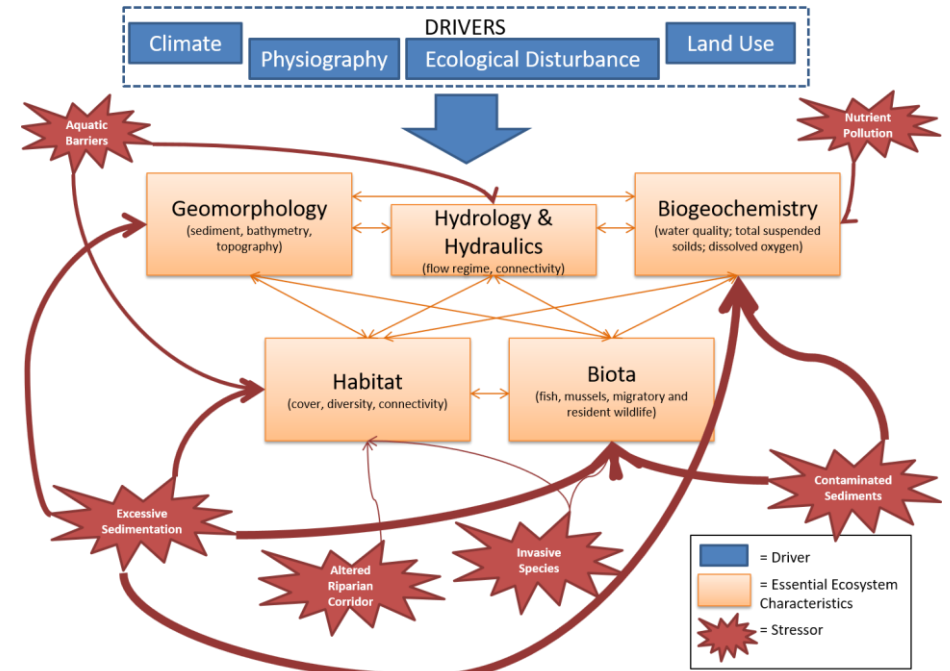 DRIVERS
Climate
Physiography
Ecological Disturbance
Land Use
Aquatic
Barriers
Nutrient
Pollution
Geomorphology
(sediment, bathymetry,
topography)
Hydrology &
Hydraulics
(flow regime, connectivity)
Biogeochemistry
(water quality; total suspended
soilds; dissolved oxygen)
Habitat
(cover, diversity, connectivity)
Biota
(fish, mussels, migratory and
resident wildlife)
Excessive
Sedimentation
Altered
Riparian
Corridor
Invasive
Species
Contaminated
Sediments
= Driver
= Essential Ecosystem
Characteristics
= Stressor